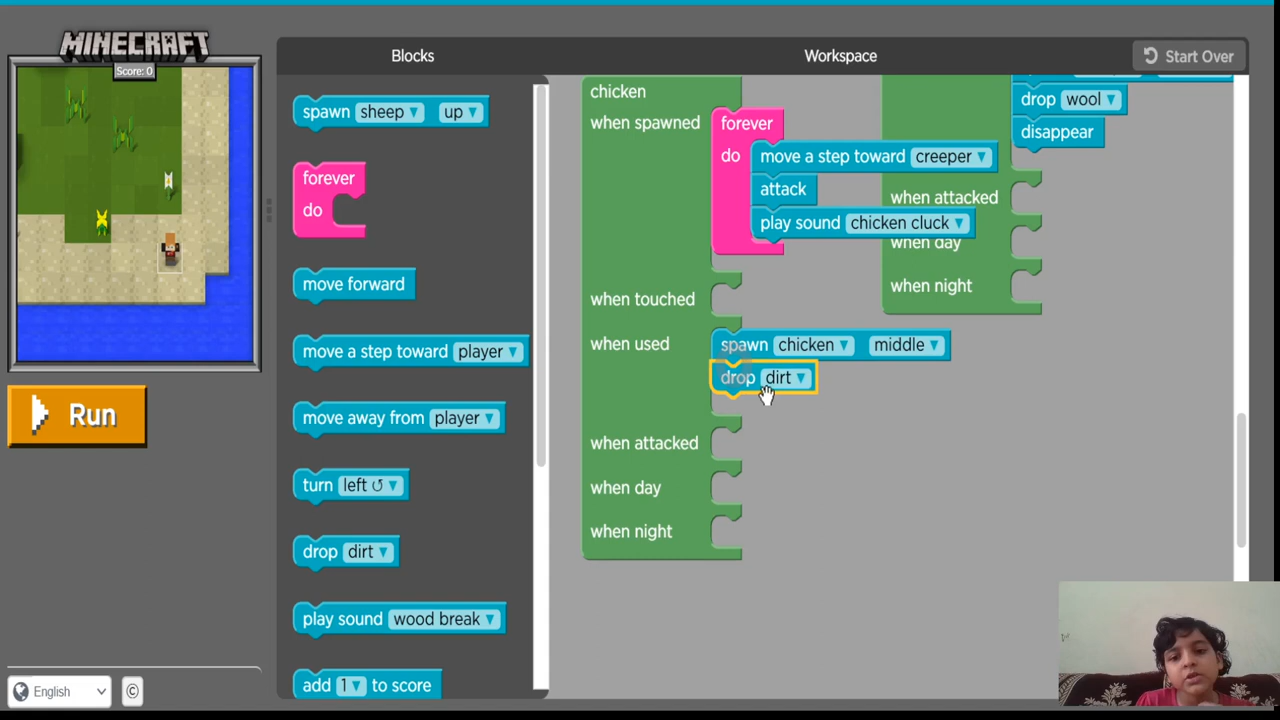 MINECRAFT
Score: 0
Run
English
©
Blocks
spawn sheep ▼ up ▼
forever
do
move forward
move a step toward player ▼
move away from player ▼
turn left ↺ ▼
drop dirt ▼
play sound wood break ▼
add 1 ▼ to score
Workspace
Start Over
chicken
when spawned
forever
do
move a step toward creeper ▼
attack
play sound chicken cluck ▼
when touched
when used
spawn chicken ▼ middle ▼
drop dirt ▼
when attacked
when day
when night
drop wool ▼
disappear
when attacked
when day
when night